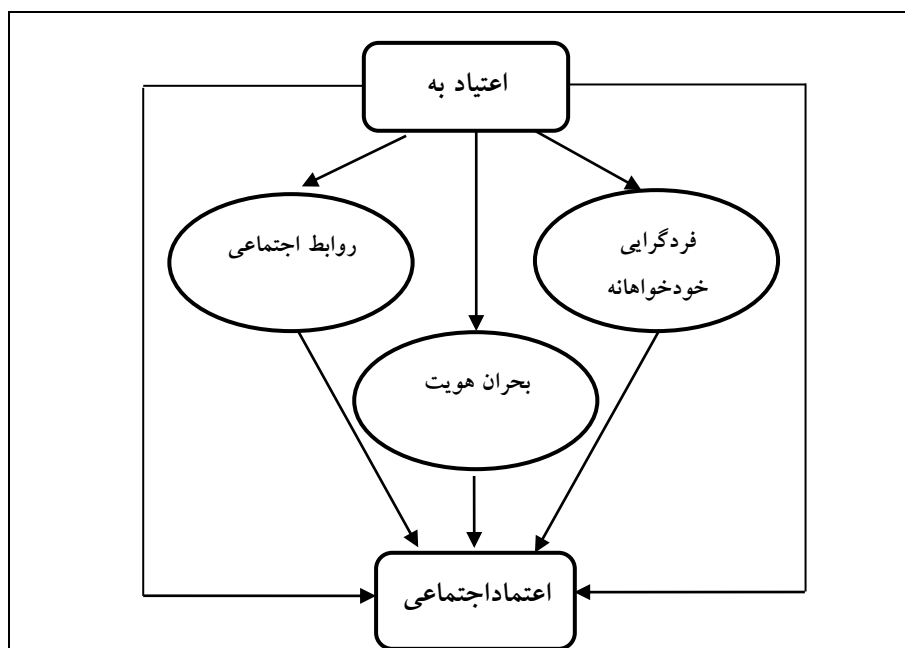 اعتیاد به
فردگرایی
خودخواهانه
روابط اجتماعی
بحران هویت
اعتماداجتماعی